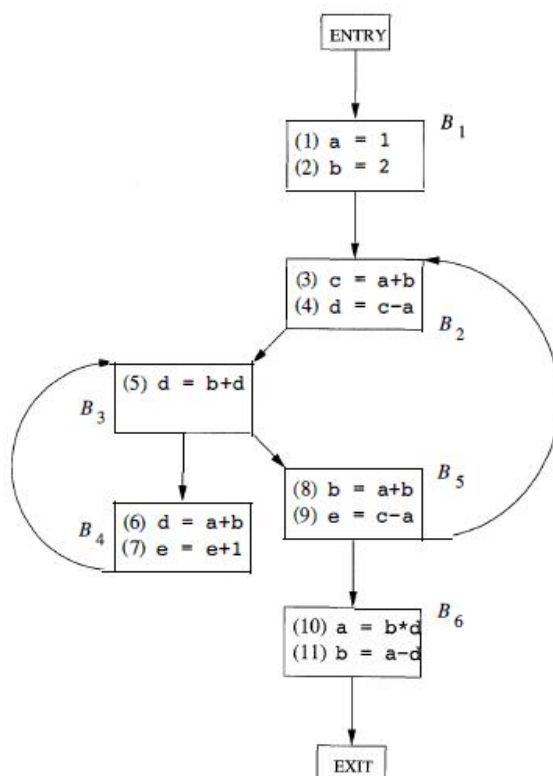 ENTRY
B1
(1) a = 1
(2) b = 2
(3) c = a+b
(4) d = c-a
B2
(5) d = b+d
B3
(8) b = a+b
(9) e = c-a
B5
(6) d = a+b
(7) e = e+1
B4
(10) a = b*d
(11) b = a-d
B6
EXIT